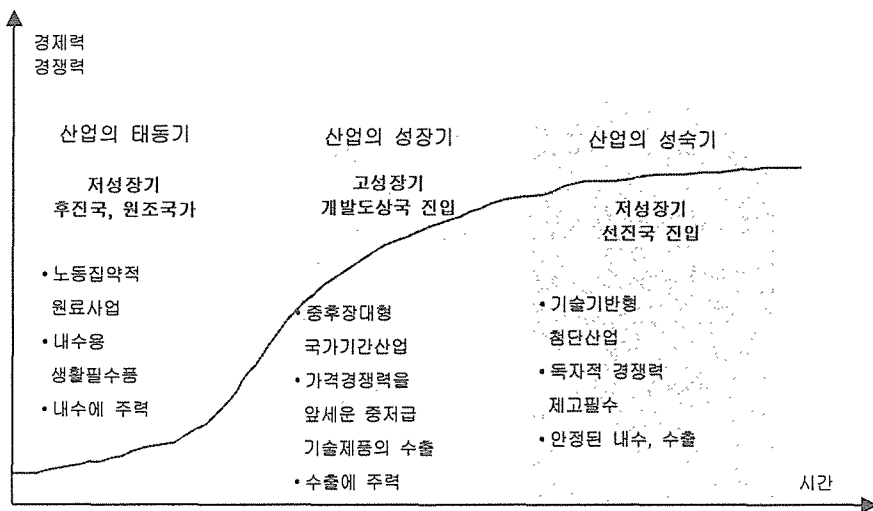 경제력
경쟁력
산업의 태동기
저성장기
후진국, 원조국가
• 노동집약적
원료사업
• 내수용
생활필수품
• 내수에 주력
산업의 성장기
고성장기
개발도상국 진입
• 중후장대형
국가기간산업
• 가격경쟁력을
앞세운 중저급
기술제품의 수출
• 수출에 주력
산업의 성숙기
저성장기
선진국 진입
• 기술기반형
첨단산업
• 독자적 경쟁력
제고필수
• 안정된 내수, 수출
시간